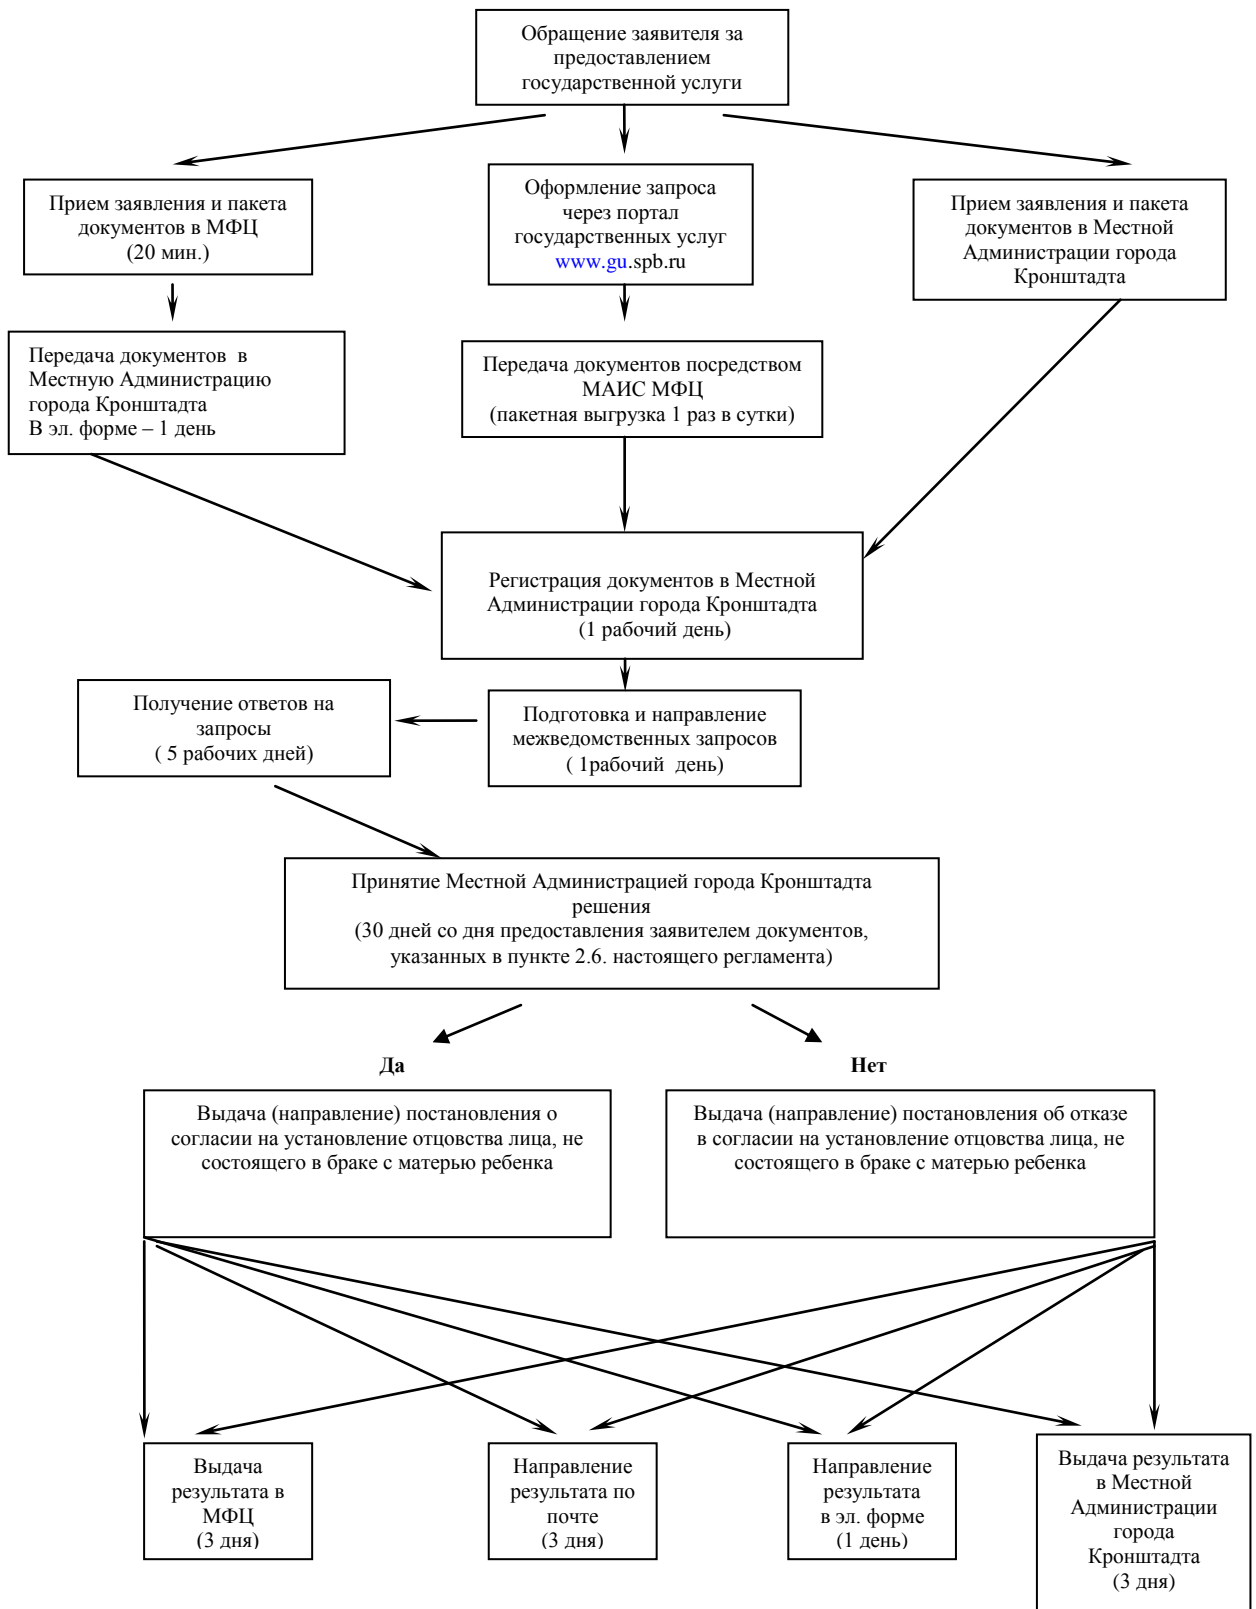 Обращение заявителя за
предоставлением
государственной услуги
Прием заявления и пакета
документов в МФЦ
(20 мин.)
Оформление запроса
через портал
государственных услуг
www.gu.spb.ru
Прием заявления и пакета
документов в Местной
Администрации города
Кронштадта
Передача документов в
Местную Администрацию
города Кронштадта
В эл. форме – 1 день
Передача документов посредством
МАИС МФЦ
(пакетная выгрузка 1 раз в сутки)
Регистрация документов в Местной
Администрации города Кронштадта
(1 рабочий день)
Получение ответов на
запросы
( 5 рабочих дней)
Подготовка и направление
межведомственных запросов
( 1рабочий день)
Принятие Местной Администрацией города Кронштадта
решения
(30 дней со дня предоставления заявителем документов,
указанных в пункте 2.6. настоящего регламента)
Да
Нет
Выдача (направление) постановления о
согласии на установление отцовства лица, не
состоящего в браке с матерью ребенка
Выдача (направление) постановления об отказе
в согласии на установление отцовства лица, не
состоящего в браке с матерью ребенка
Выдача
результата в
МФЦ
(3 дня)
Направление
результата по
почте
(3 дня)
Направление
результата
в эл. форме
(1 день)
Выдача результата
в Местной
Администрации
города
Кронштадта
(3 дня)